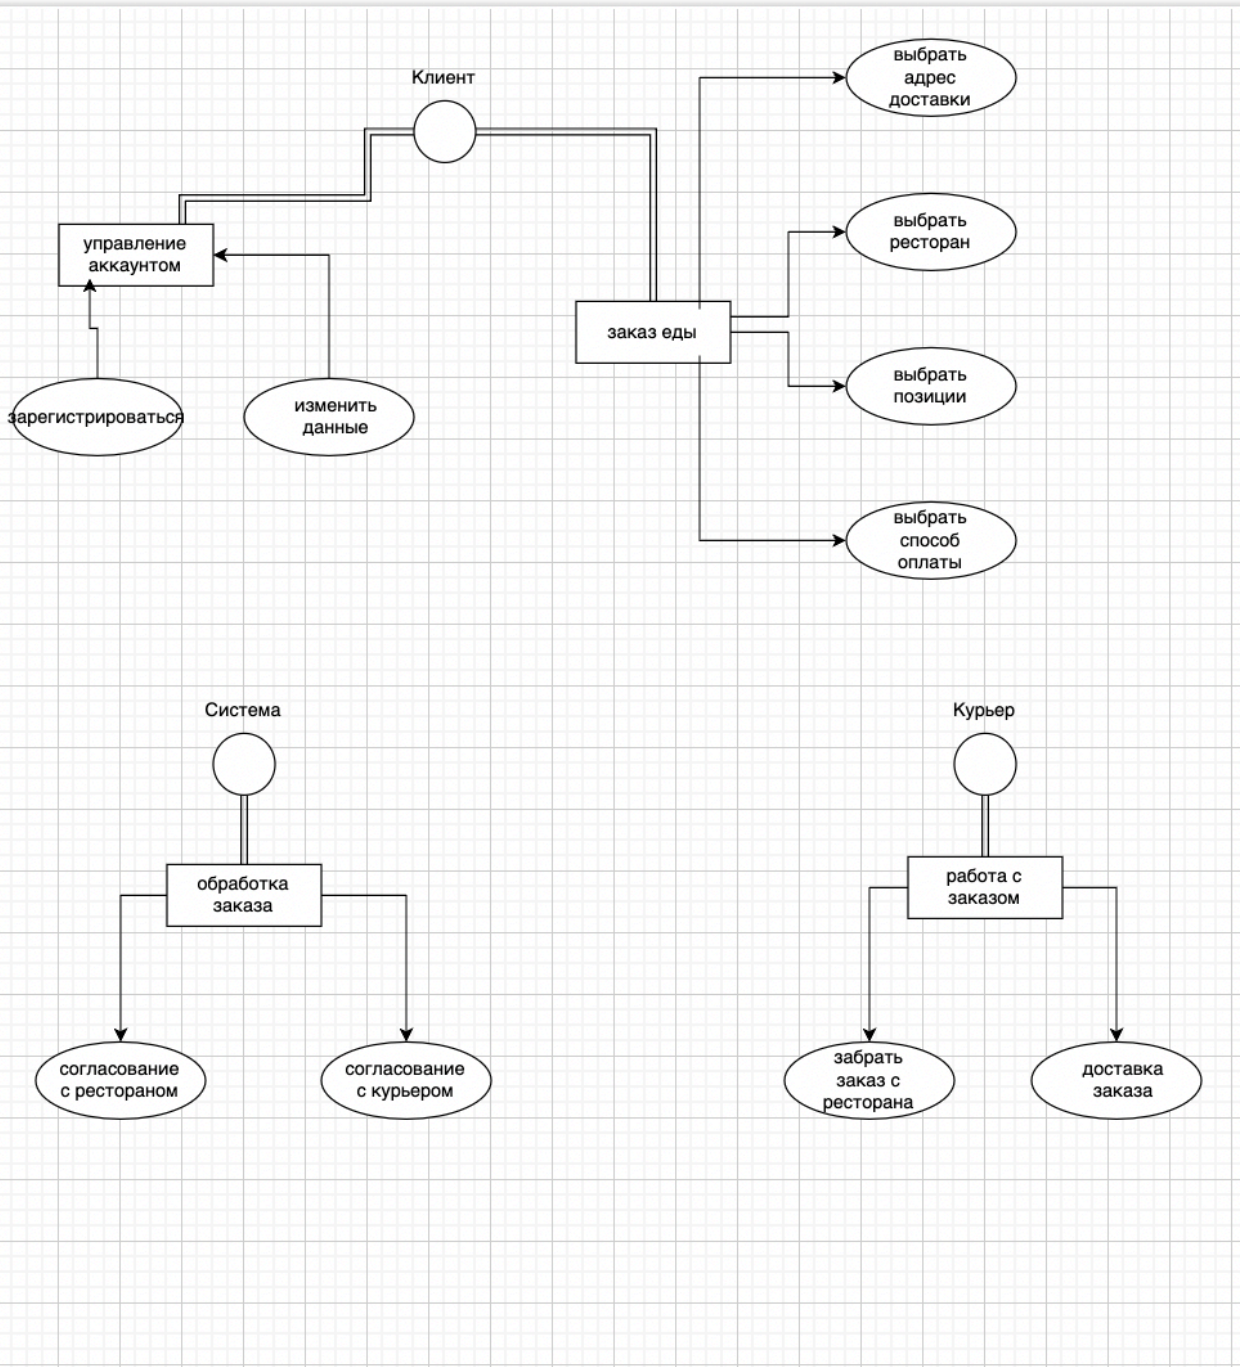 Клиент
управление
аккаунтом
зарегистрироваться
изменить
данные
заказ еды
выбрать
адрес
доставки
выбрать
ресторан
выбрать
позиции
выбрать
способ
оплаты
Система
обработка
заказа
согласование
с рестораном
согласование
с курьером
Курьер
работа с
заказом
забрать
заказ с
ресторана
доставка
заказа